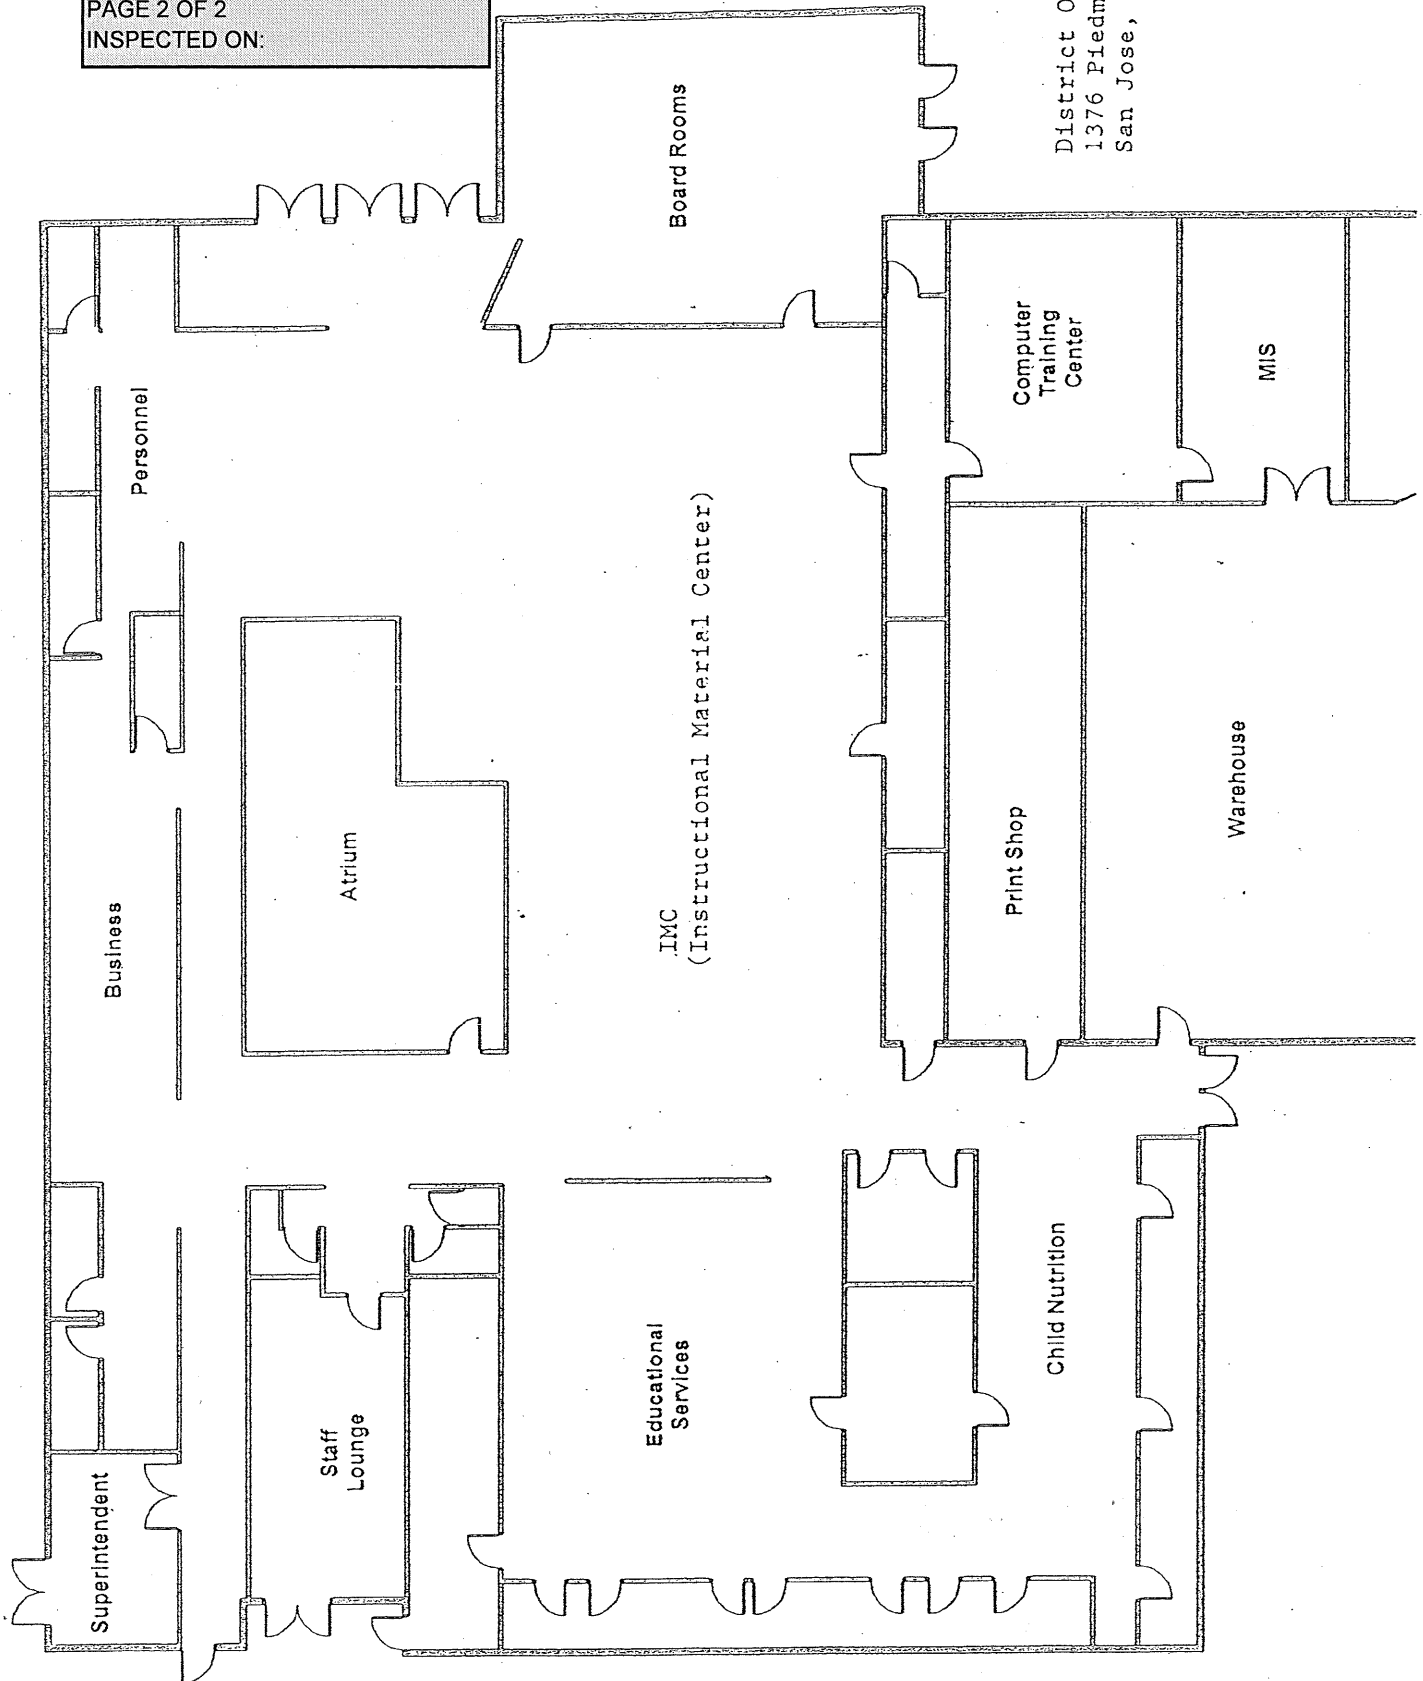 PAGE 2 OF 2
INSPECTED ON:
District O
1376 Piedm
San Jose,
Board Rooms
Personnel
Computer
Training
Center
MIS
IMC
(Instructional Material Center)
Atrium
Business
Print Shop
Warehouse
Superintendent
Staff
Lounge
Educational
Services
Child Nutrition